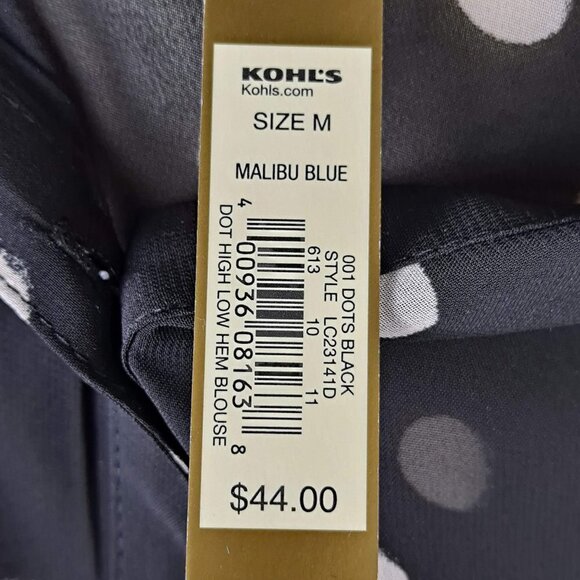 KOHL'S
Kohls.com
SIZE M
MALIBU BLUE
001 DOTS BLACK
STYLE LC23141D
613 10 11
4 00936 08163 8
DOT HIGH LOW HEM BLOUSE
$44.00